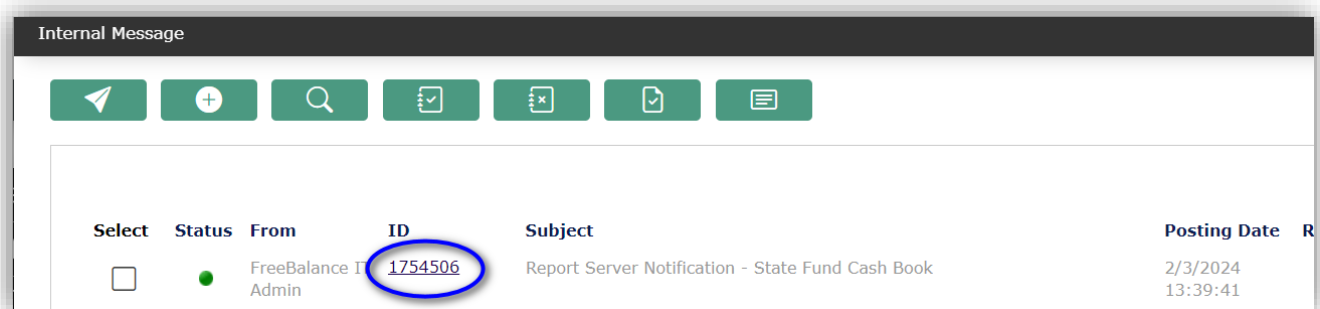 Internal Message
Select Status From ID Subject Posting Date R
FreeBalance IT 1754506 Report Server Notification - State Fund Cash Book 2/3/2024
Admin 13:39:41